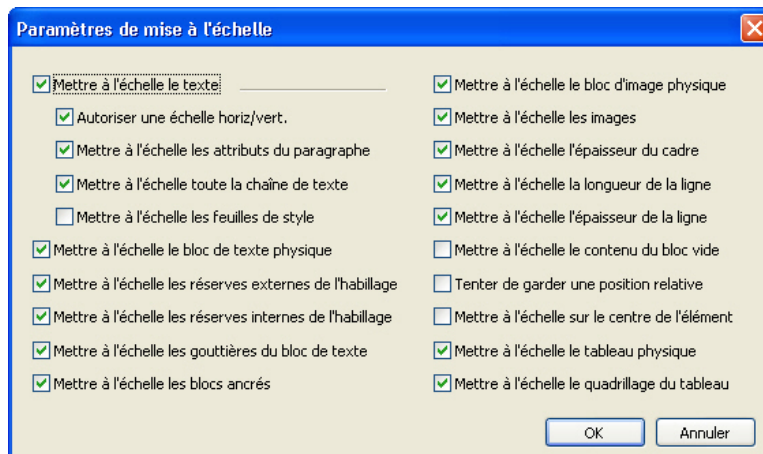 Paramètres de mise à l'échelle
Mettre à l'échelle le texte
Autoriser une échelle horiz/vert.
Mettre à l'échelle les attributs du paragraphe
Mettre à l'échelle toute la chaîne de texte
Mettre à l'échelle les feuilles de style
Mettre à l'échelle le bloc de texte physique
Mettre à l'échelle les réserves externes de l'habillage
Mettre à l'échelle les réserves internes de l'habillage
Mettre à l'échelle les gouttières du bloc de texte
Mettre à l'échelle les blocs ancrés
Mettre à l'échelle le bloc d'image physique
Mettre à l'échelle les images
Mettre à l'échelle l'épaisseur du cadre
Mettre à l'échelle la longueur de la ligne
Mettre à l'échelle l'épaisseur de la ligne
Mettre à l'échelle le contenu du bloc vide
Tenter de garder une position relative
Mettre à l'échelle sur le centre de l'élément
Mettre à l'échelle le tableau physique
Mettre à l'échelle le quadrillage du tableau
OK
Annuler